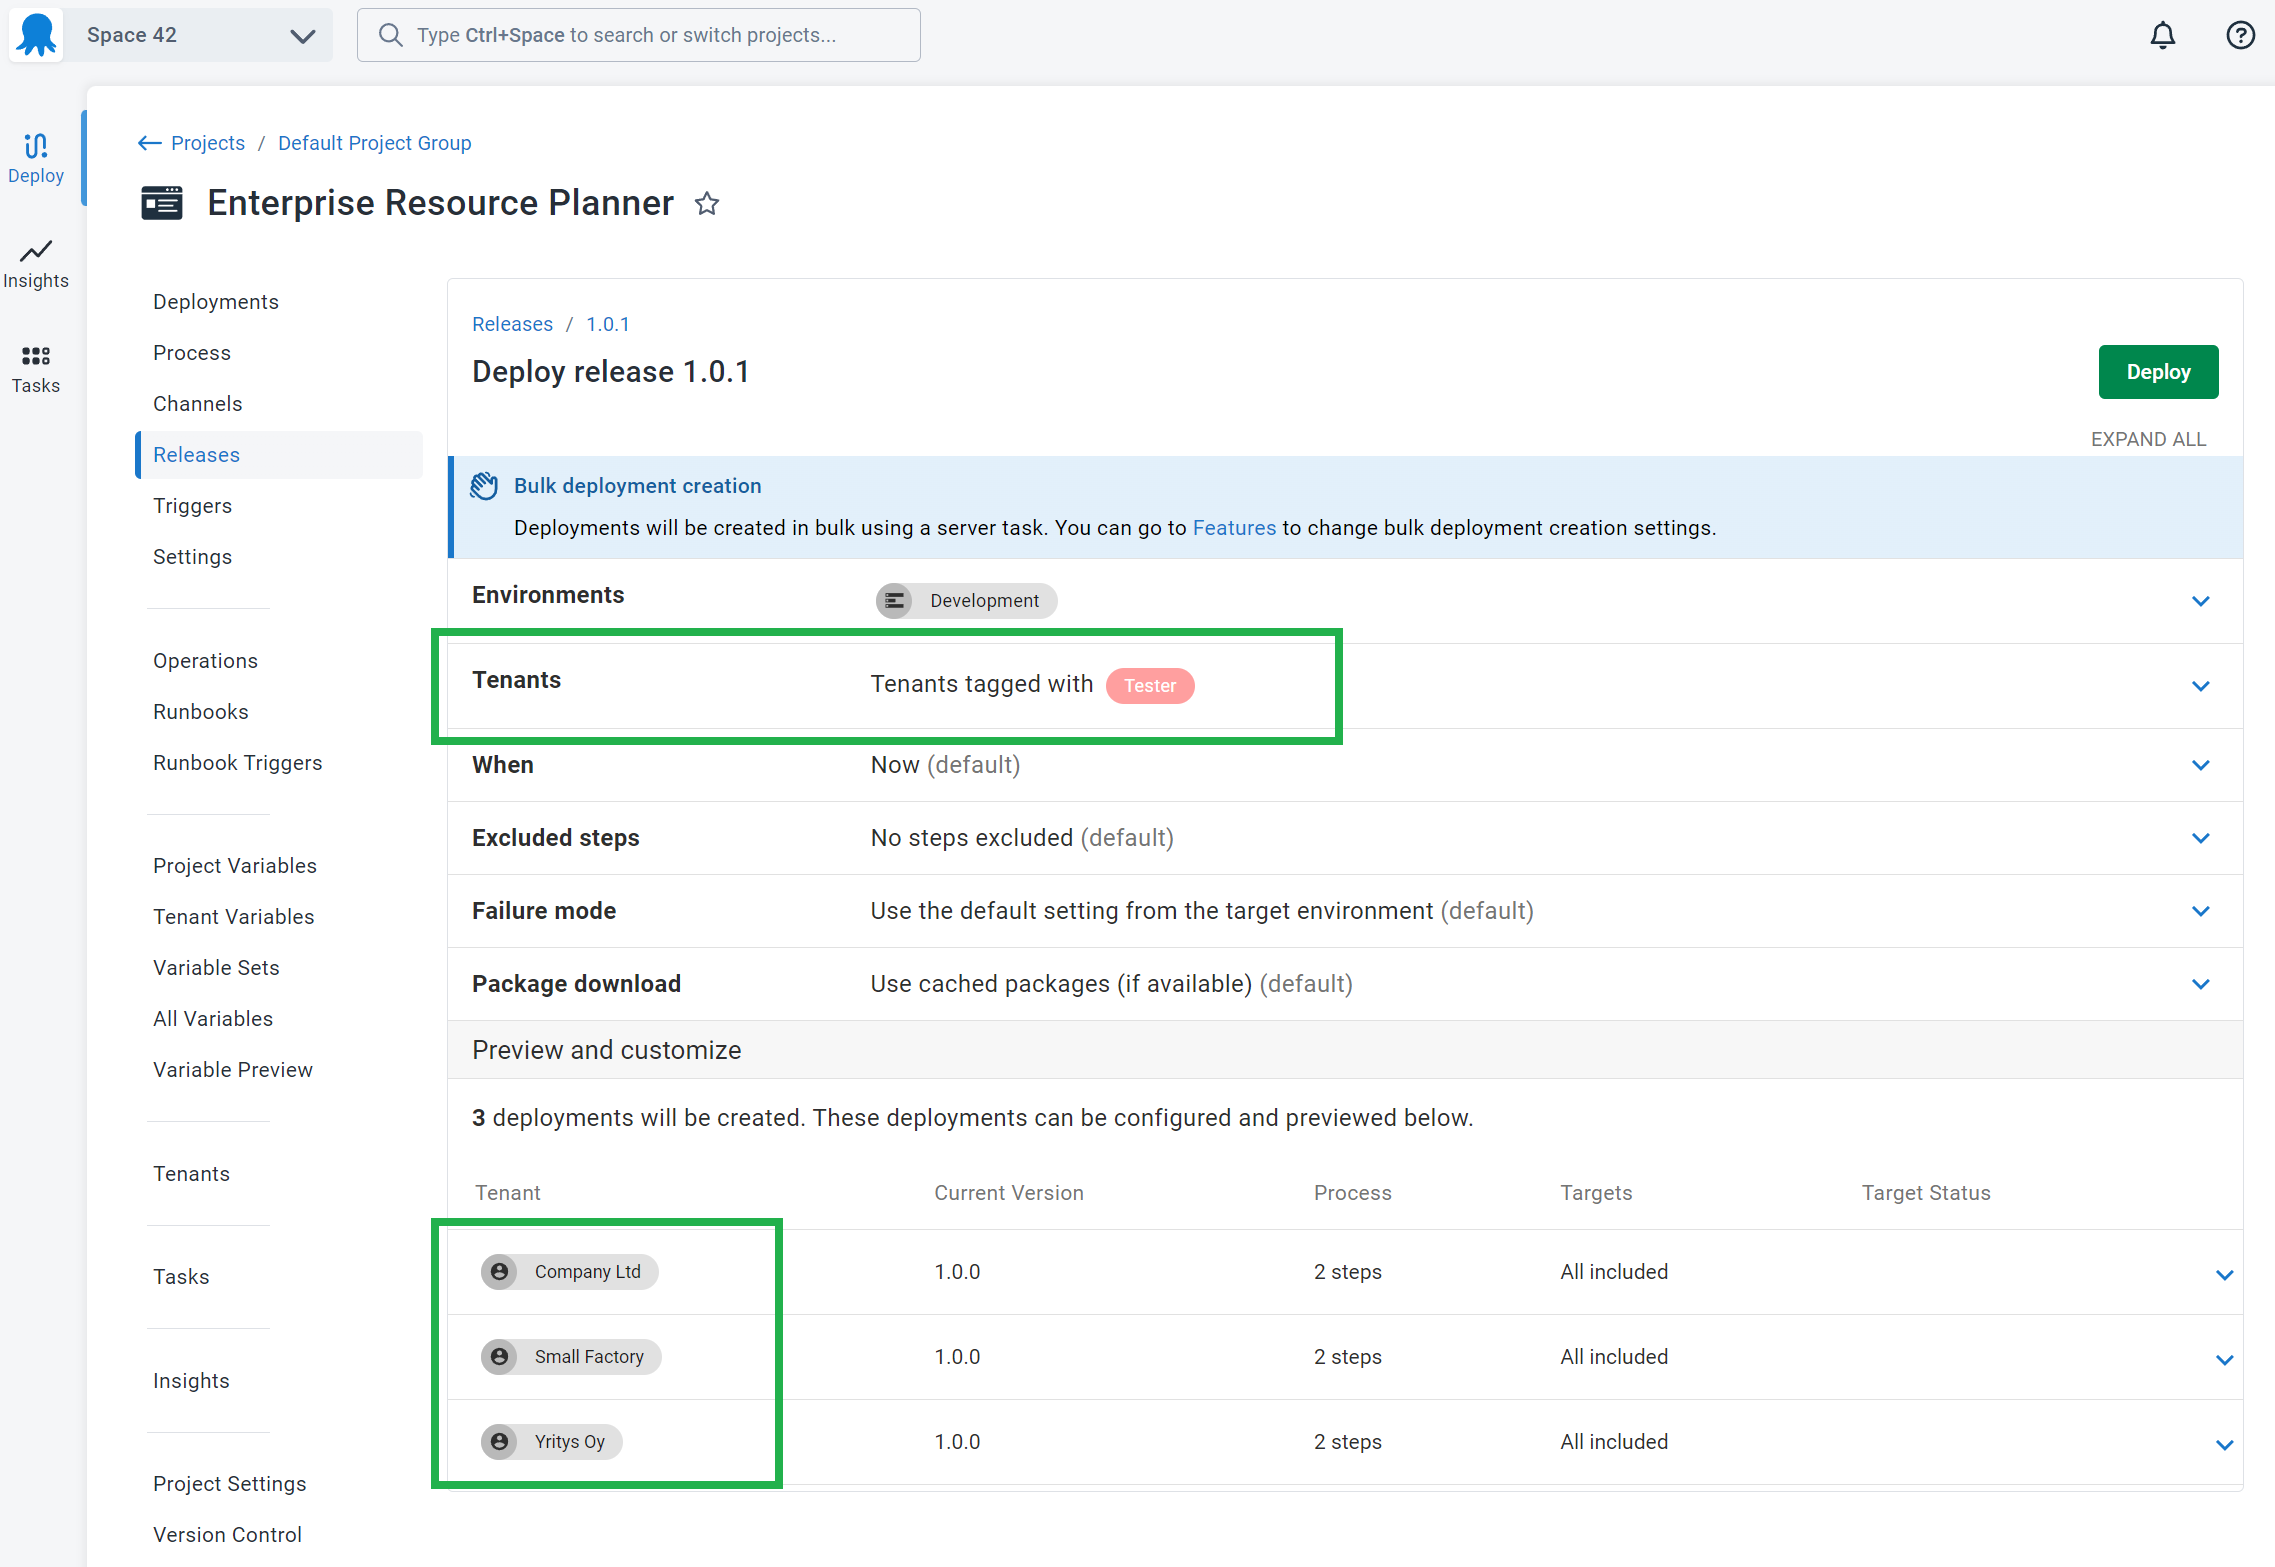 Space 42
Type Ctrl+Space to search or switch projects...
Deploy
Insights
Tasks
Projects / Default Project Group
Enterprise Resource Planner
Deployments
Process
Channels
Releases
Triggers
Settings
Operations
Runbooks
Runbook Triggers
Project Variables
Tenant Variables
Variable Sets
All Variables
Variable Preview
Tenants
Tasks
Insights
Project Settings
Version Control
Releases / 1.0.1
Deploy release 1.0.1
Deploy
EXPAND ALL
Bulk deployment creation
Deployments will be created in bulk using a server task. You can go to Features to change bulk deployment creation settings.
Environments Development
Tenants Tenants tagged with Tester
When Now (default)
Excluded steps No steps excluded (default)
Failure mode Use the default setting from the target environment (default)
Package download Use cached packages (if available) (default)
Preview and customize
3 deployments will be created. These deployments can be configured and previewed below.
Tenant Current Version Process Targets Target Status
Company Ltd 1.0.0 2 steps All included
Small Factory 1.0.0 2 steps All included
Yritys Oy 1.0.0 2 steps All included